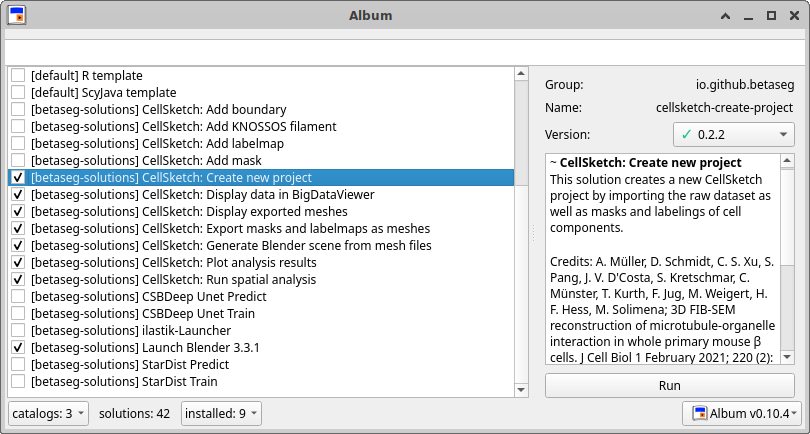 Album
[default] R template
[default] ScyJava template
[betaseg-solutions] CellSketch: Add boundary
[betaseg-solutions] CellSketch: Add KNOSSOS filament
[betaseg-solutions] CellSketch: Add labelmap
[betaseg-solutions] CellSketch: Add mask
[betaseg-solutions] CellSketch: Create new project
[betaseg-solutions] CellSketch: Display data in BigDataViewer
[betaseg-solutions] CellSketch: Display exported meshes
[betaseg-solutions] CellSketch: Export masks and labelmaps as meshes
[betaseg-solutions] CellSketch: Generate Blender scene from mesh files
[betaseg-solutions] CellSketch: Plot analysis results
[betaseg-solutions] CellSketch: Run spatial analysis
[betaseg-solutions] CSBDeep Unet Predict
[betaseg-solutions] CSBDeep Unet Train
[betaseg-solutions] ilastik-Launcher
[betaseg-solutions] Launch Blender 3.3.1
[betaseg-solutions] StarDist Predict
[betaseg-solutions] StarDist Train
Group: io.github.betaseg
Name: cellsketch-create-project
Version: ✓ 0.2.2
~ CellSketch: Create new project
This solution creates a new CellSketch
project by importing the raw dataset as
well as masks and labelings of cell
components.
Credits: A. Müller, D. Schmidt, C. S. Xu, S.
Pang, J. V. D'Costa, S. Kretschmar, C.
Münster, T. Kurth, F. Jug, M. Weigert, H.
F. Hess, M. Solimena; 3D FIB-SEM
reconstruction of microtubule-organelle
interaction in whole primary mouse β
cells. J Cell Biol 1 February 2021; 220 (2):
Run
catalogs: 3 solutions: 42 installed: 9 Album v0.10.4